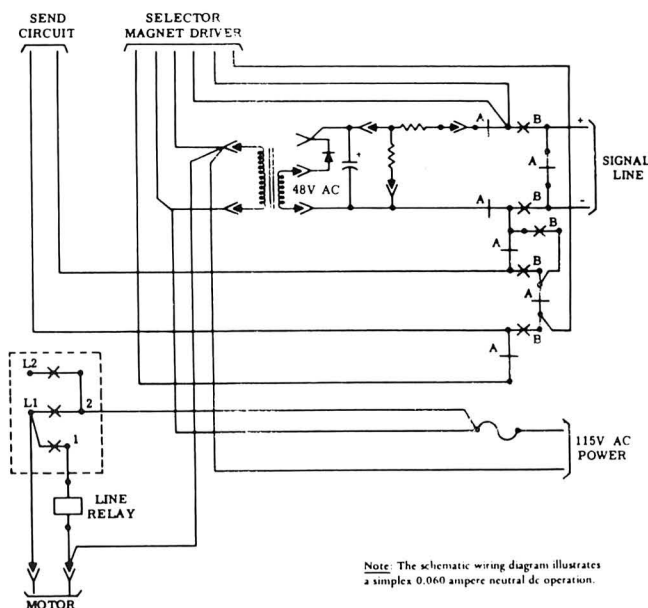 SEND
CIRCUIT
SELECTOR
MAGNET DRIVER
A
B
+
+
A
SIGNAL
LINE
48V AC
A
B
-
B
A
B
A
B
A
L2
L1
2
1
115V AC
POWER
LINE
RELAY
MOTOR
Note: The schematic wiring diagram illustrates
a simplex 0.060 ampere neutral dc operation.